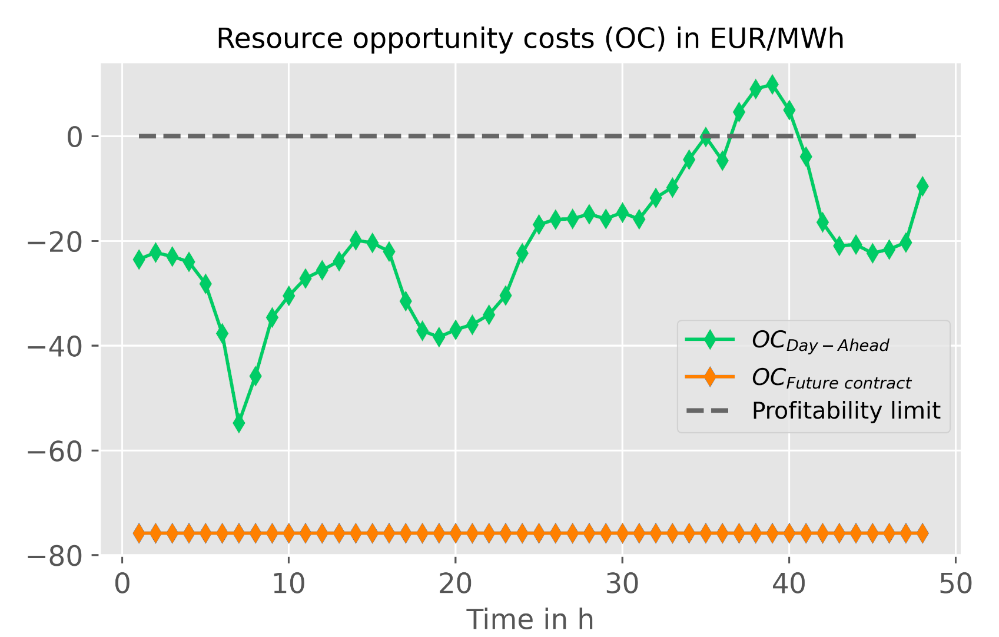 Resource opportunity costs (OC) in EUR/MWh
0
−20
−40
−60
−80
OC_{Day − Ahead}
OC_{Future contract}
Profitability limit
0 10 20 30 40 50
Time in h